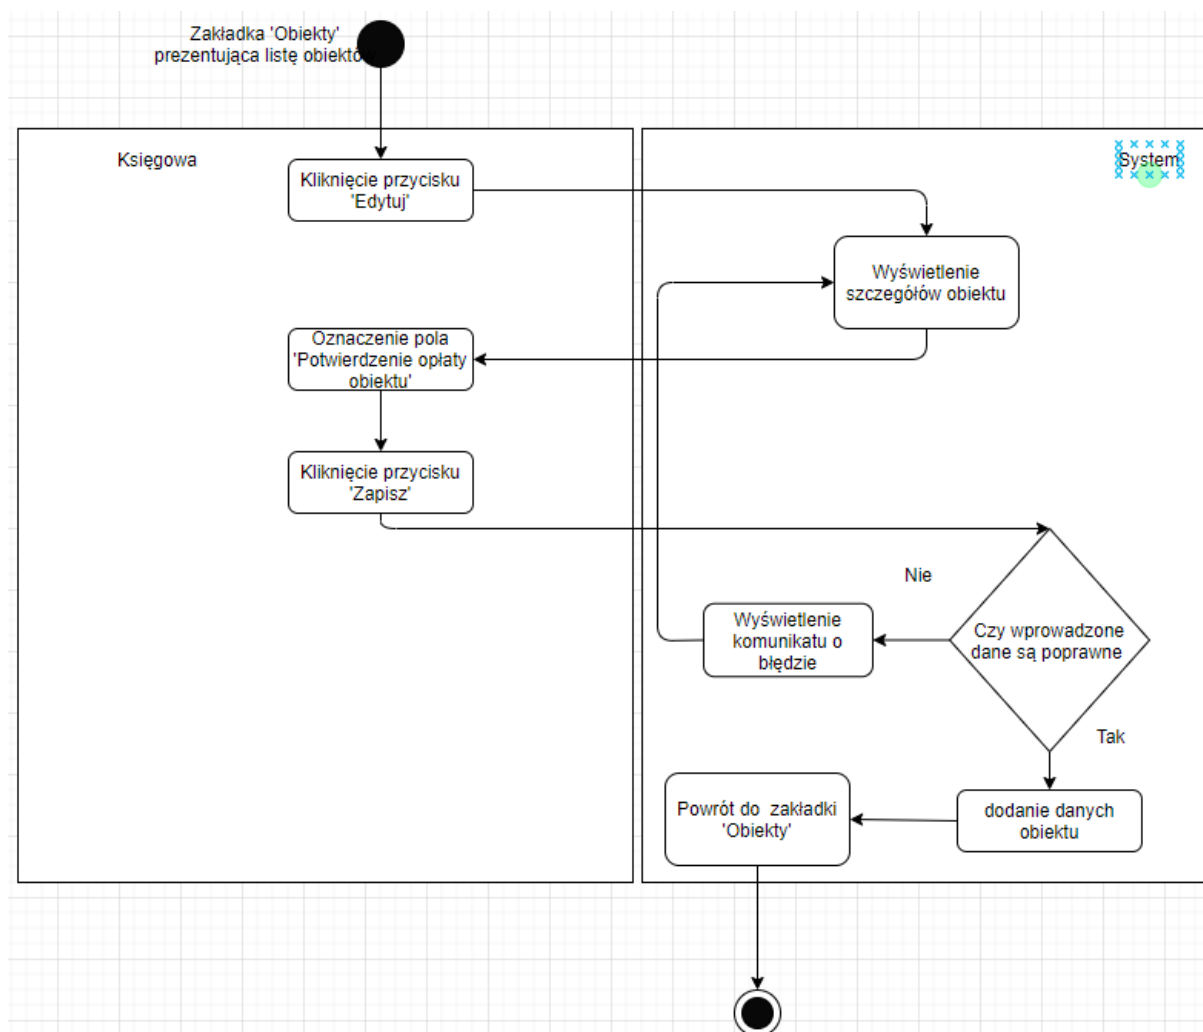 Zakładka 'Obiekty'
prezentująca listę obiektów
Księgowa
System
Kliknięcie przycisku
'Edytuj'
Wyświetlenie
szczegółów obiektu
Oznaczenie pola
'Potwierdzenie opłaty
obiektu'
Kliknięcie przycisku
'Zapisz'
Nie
Wyświetlenie
komunikatu o
błędzie
Czy wprowadzone
dane są poprawne
Tak
Powrót do zakładki
'Obiekty'
dodanie danych
obiektu